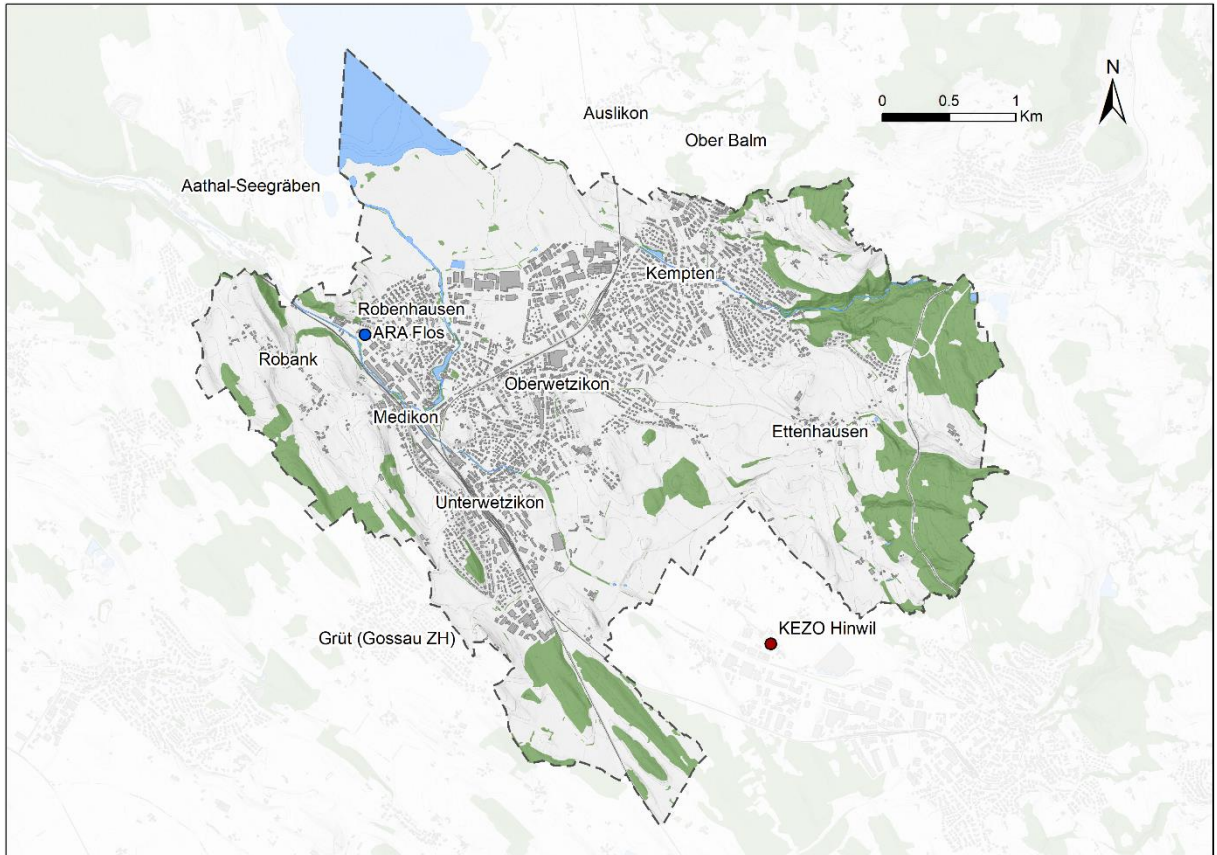 N
Auslikon
0 0.5 1
Km
Ober Balm
Aathal-Seegräben
Kempten
Robenhausen
ARA Flos
Robank
Oberwetzikon
Medikon
Ettenhausen
Unterwetzikon
KEZO Hinwil
Grüt (Gossau ZH)